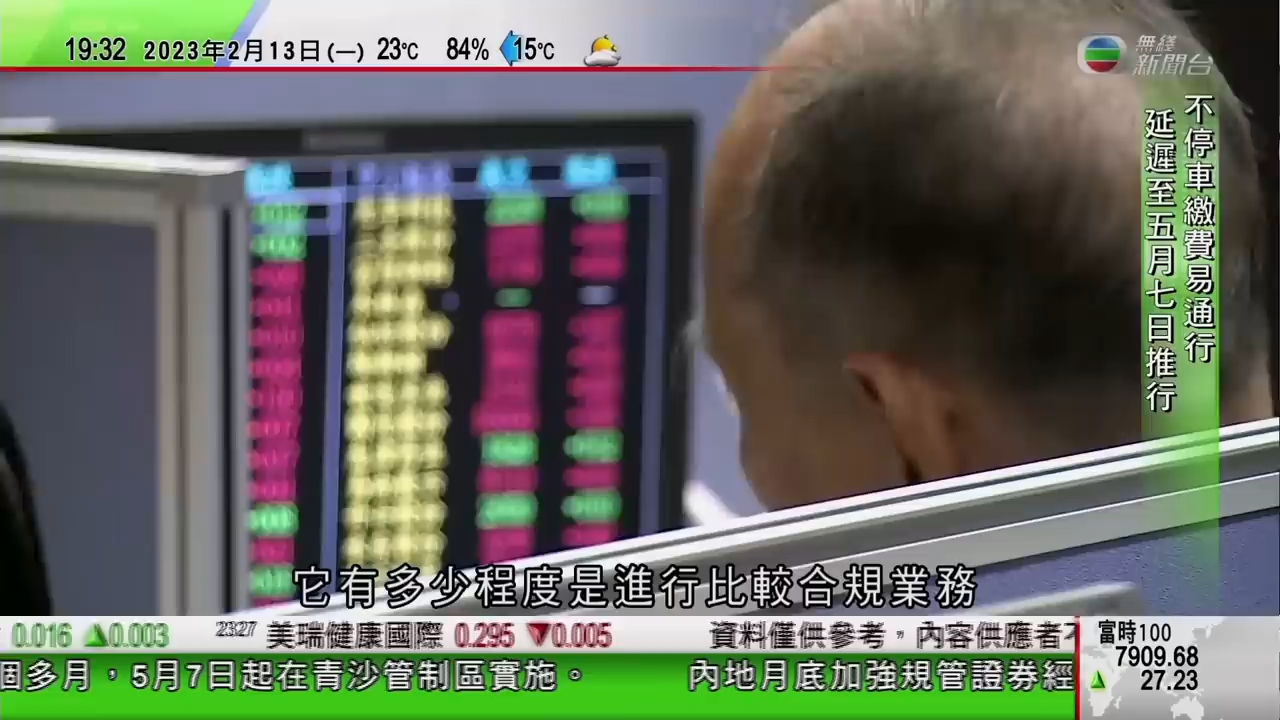 19:32 2023年2月13日(一) 23℃ 84% 15℃
無綫
新聞台
不停車繳費易通行
延遲至五月七日推行
它有多少程度是進行比較合規業務
0.016 ▲0.003 2327 美瑞健康國際 0.295 ▼0.005 資料僅供參考，內容供應者不
富時100
7909.68
▲ 27.23
個多月，5月7日起在青沙管制區實施。 內地月底加強規管證券經